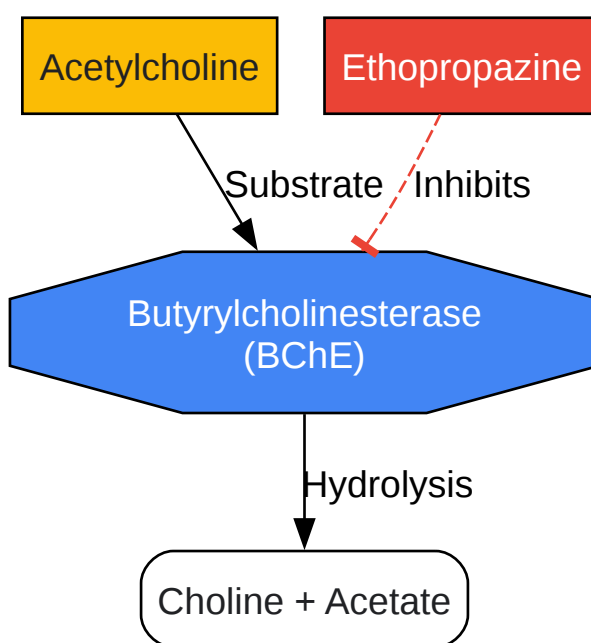 Acetylcholine
Ethopropazine
Substrate
Inhibits
Butyrylcholinesterase
(BChE)
Hydrolysis
Choline + Acetate